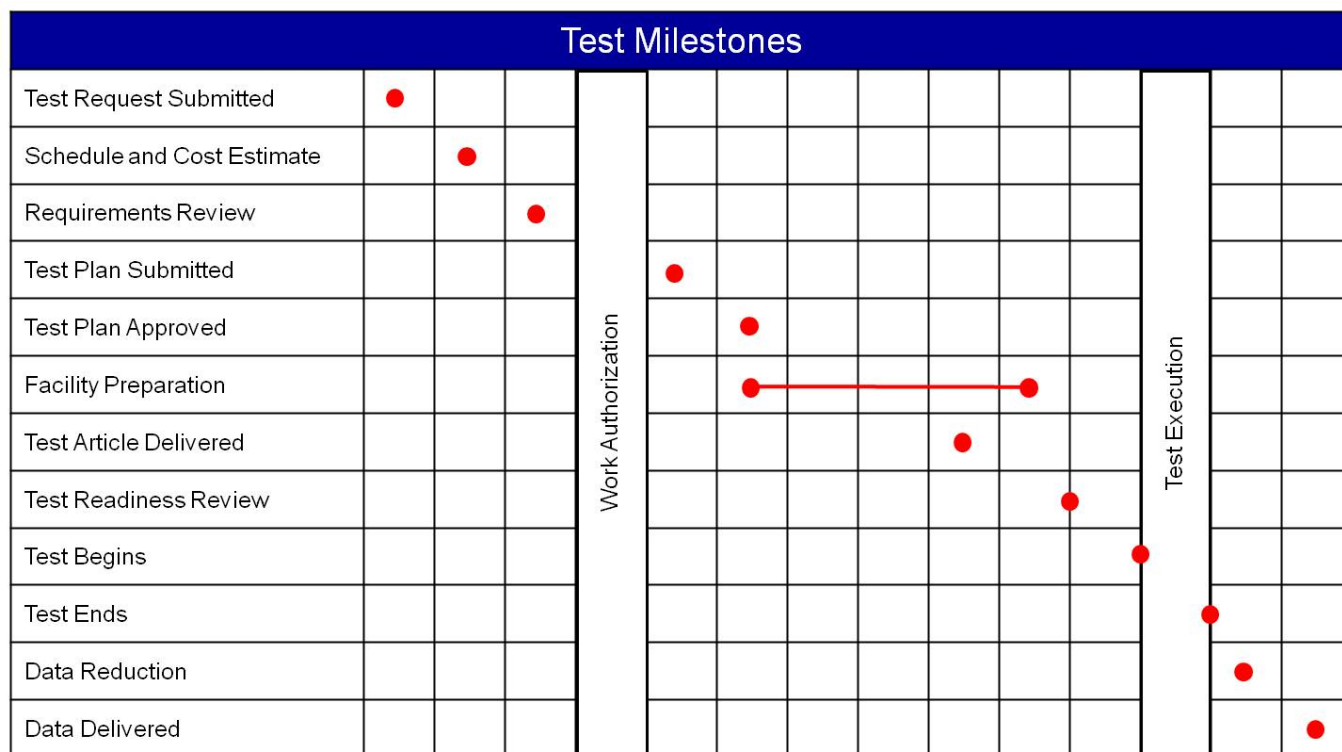 Test Milestones
Test Request Submitted
Schedule and Cost Estimate
Requirements Review
Test Plan Submitted
Test Plan Approved
Facility Preparation
Test Article Delivered
Test Readiness Review
Test Begins
Test Ends
Data Reduction
Data Delivered
Work Authorization
Test Execution